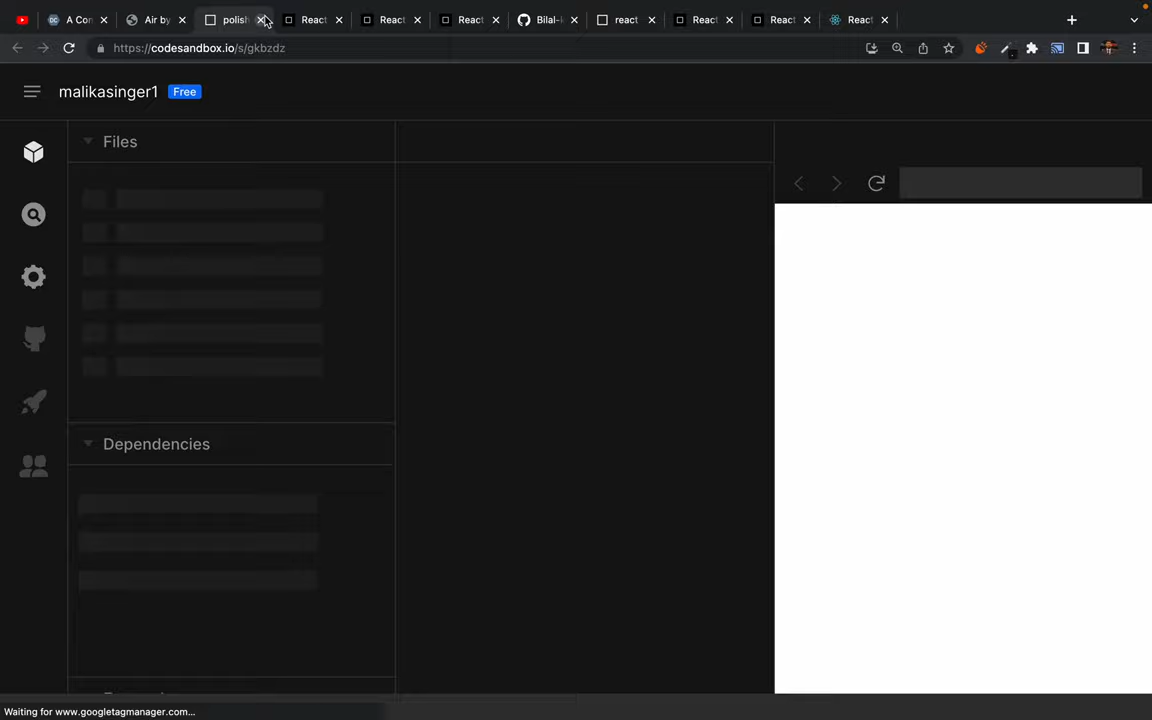 A Con
Air by
polish
React
React
React
Bilal-k
react
React
React
React
https://codesandbox.io/s/gkbzdz
malikasinger1
Free
Files
Dependencies
Waiting for www.googletagmanager.com...